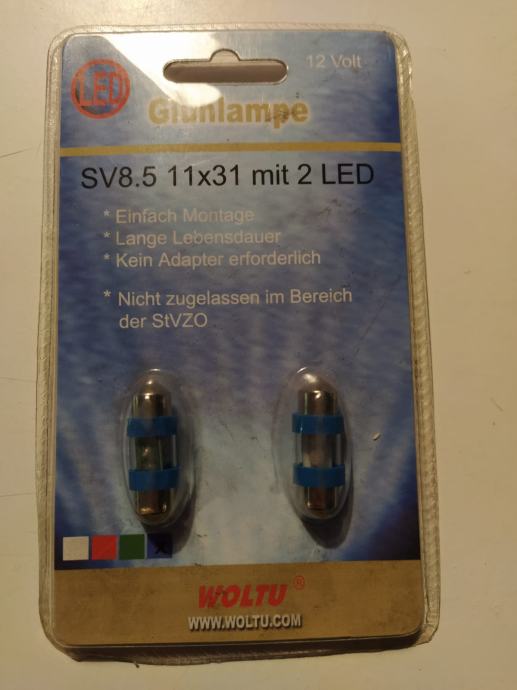 LED
12 Volt
Glühlampe
SV8.5 11x31 mit 2 LED
* Einfach Montage
* Lange Lebensdauer
* Kein Adapter erforderlich
* Nicht zugelassen im Bereich
der StVZO
X
WOLTU ®
WWW.WOLTU.COM